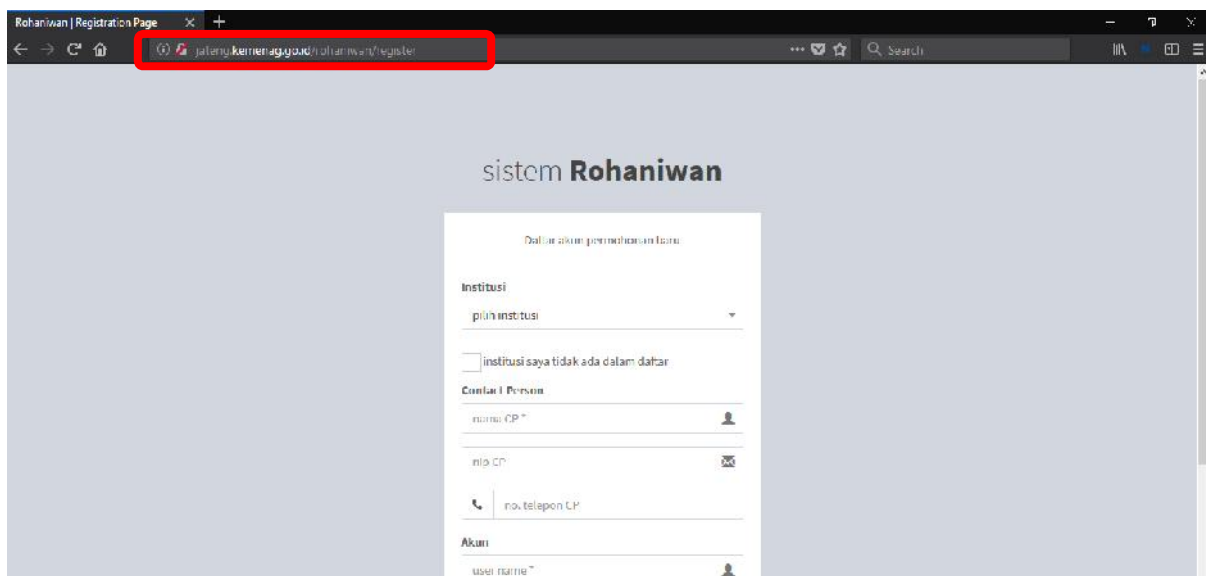 Rohaniwan | Registration Page
jateng.kemenag.go.id/rohaniwan/register
Search
sistem Rohaniwan
Daftar akun permohonan baru
Institusi
pilih institusi
institusi saya tidak ada dalam daftar
Contact Person
nama CP *
nip CP
no. telepon CP
Akun
user name *